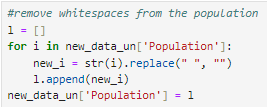 #remove whitespaces from the population
l = []
for i in new_data_un['Population']:
    new_i = str(i).replace(" ", "")
    l.append(new_i)
new_data_un['Population'] = l